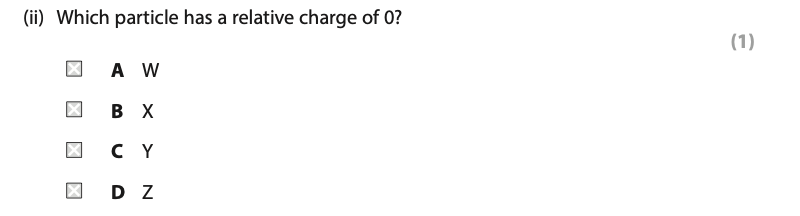 (ii) Which particle has a relative charge of 0?
(1)
A W
B X
C Y
D Z